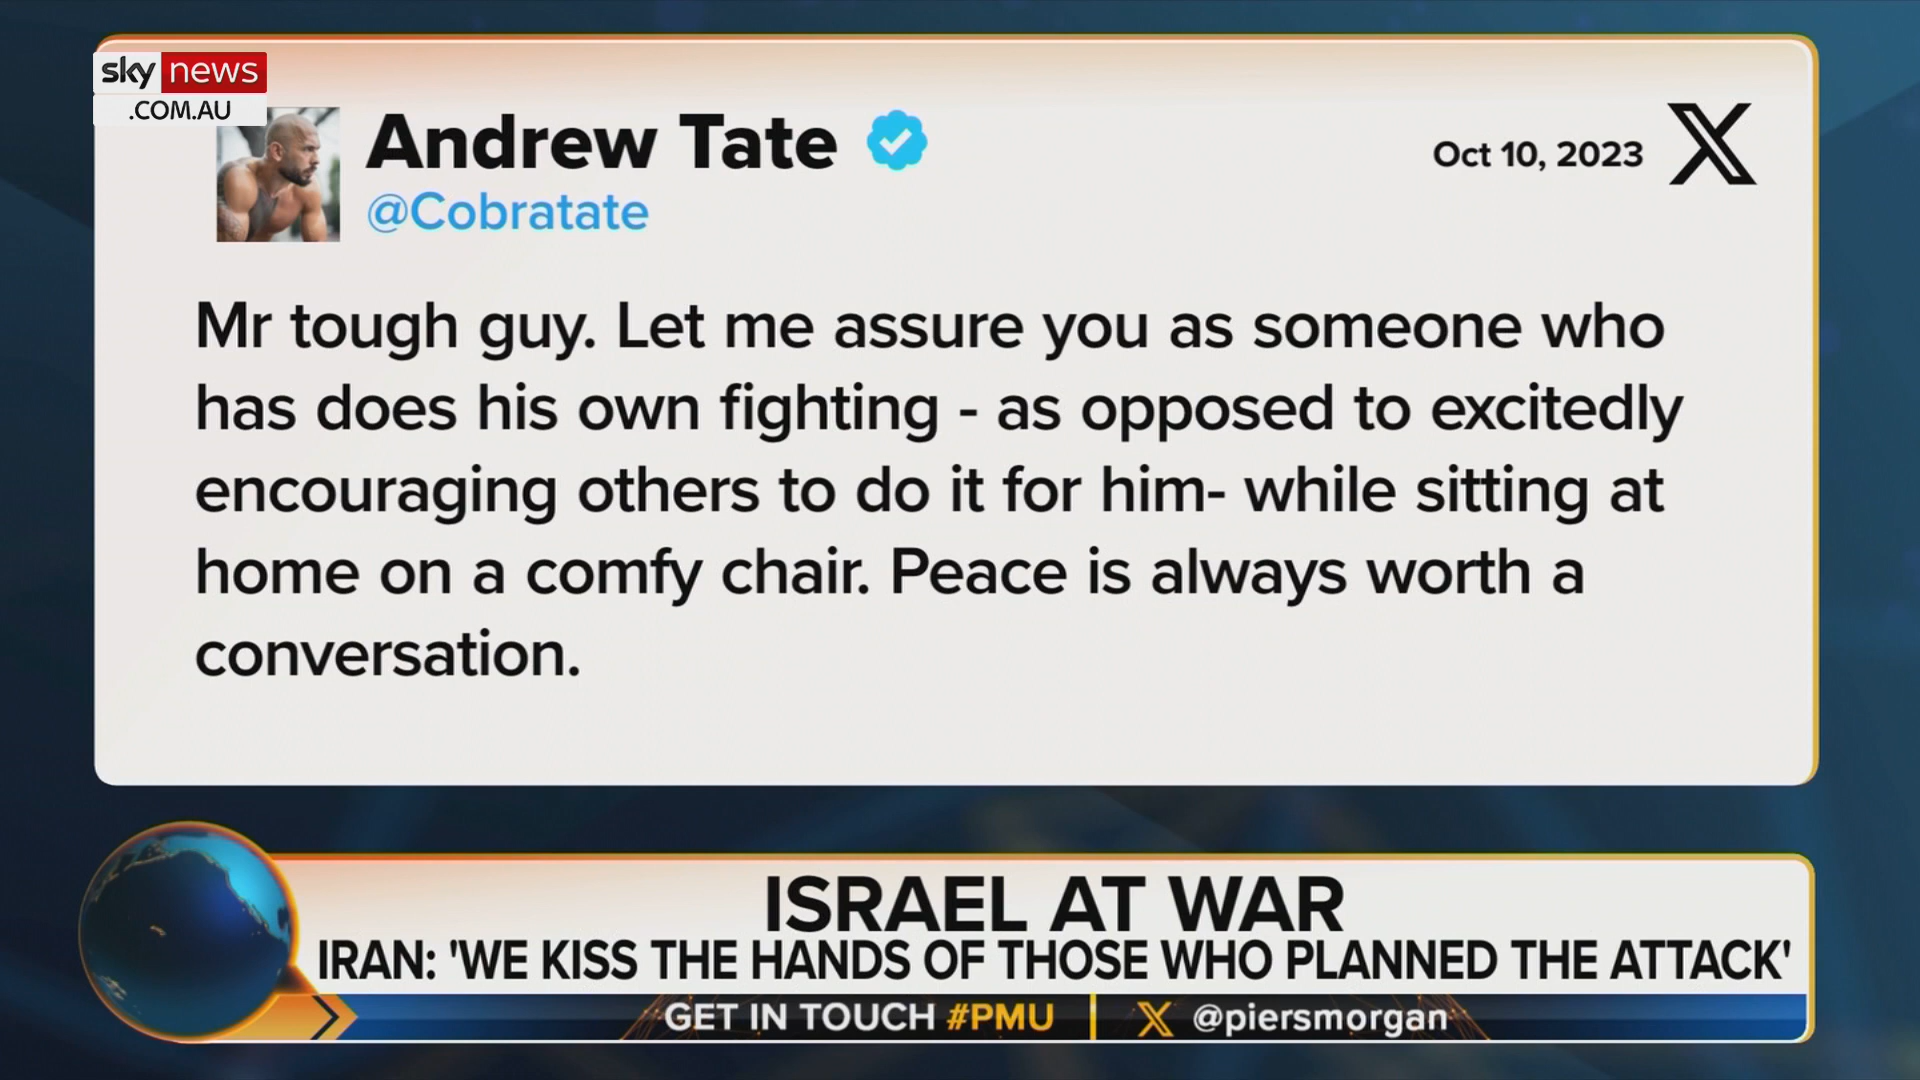 sky news
.COM.AU
Andrew Tate
@Cobratate
Oct 10, 2023
Mr tough guy. Let me assure you as someone who
has does his own fighting - as opposed to excitedly
encouraging others to do it for him- while sitting at
home on a comfy chair. Peace is always worth a
conversation.
ISRAEL AT WAR
IRAN: 'WE KISS THE HANDS OF THOSE WHO PLANNED THE ATTACK'
GET IN TOUCH #PMU
X @piersmorgan